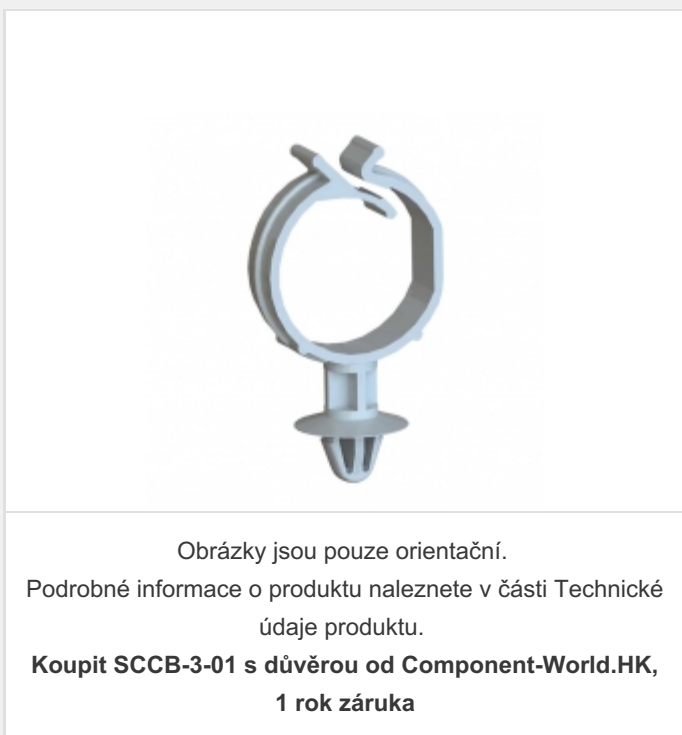 Obrázky jsou pouze orientační.
Podrobné informace o produktu naleznete v části Technické
údaje produktu.
Koupit SCCB-3-01 s důvěrou od Component-World.HK,
1 rok záruka